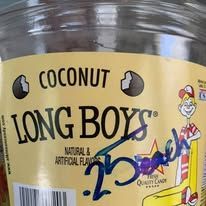 COCONUT
LONG BOYS®
NATURAL &
ARTIFICIAL FLAVORS
.25 each
QUALITY CANDY